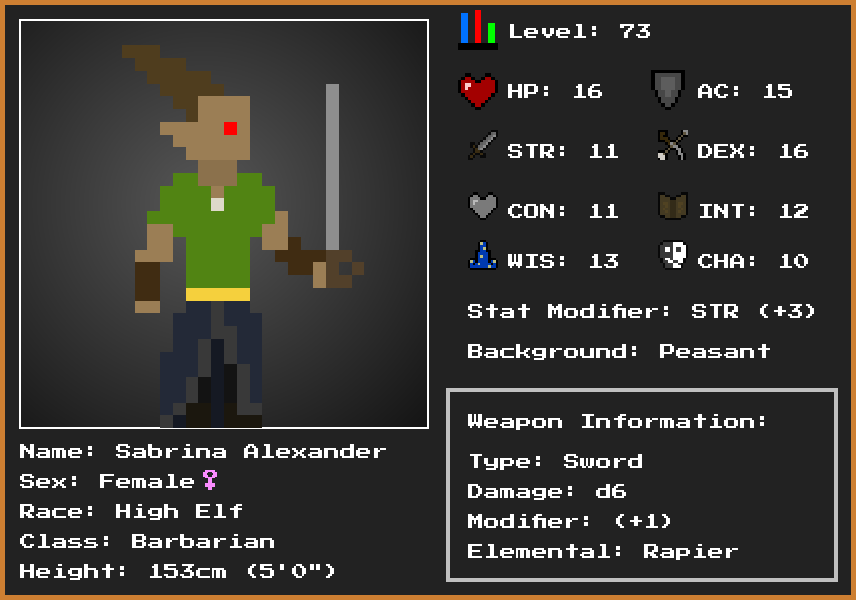 Level: 73
HP: 16 AC: 15
STR: 11 DEX: 16
CON: 11 INT: 12
WIS: 13 CHA: 10
Stat Modifier: STR (+3)
Background: Peasant
Weapon Information:
Type: Sword
Damage: d6
Modifier: (+1)
Elemental: Rapier
Name: Sabrina Alexander
Sex: Female♀
Race: High Elf
Class: Barbarian
Height: 153cm (5'0")